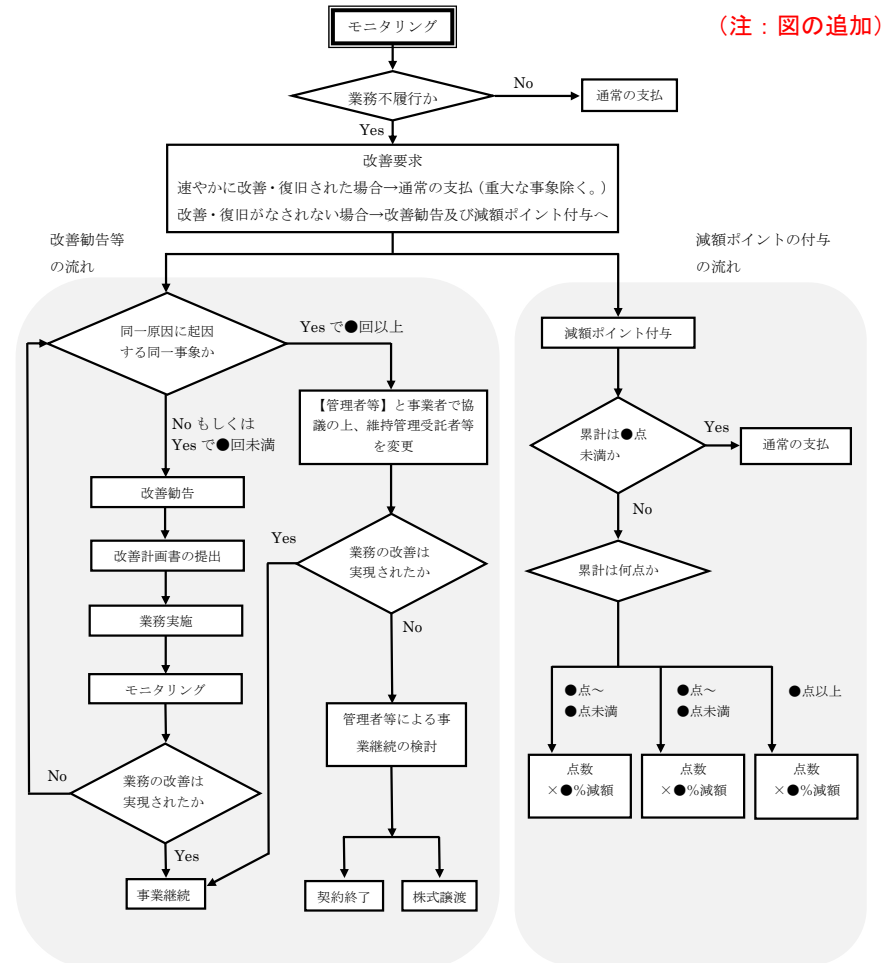 モニタリング
（注：図の追加）
業務不履行か
No
通常の支払
Yes
改善要求
速やかに改善・復旧された場合→通常の支払（重大な事象除く。）
改善・復旧がなされない場合→改善勧告及び減額ポイント付与へ
改善勧告等
の流れ
減額ポイントの付与
の流れ
同一原因に起因
する同一事象か
Yes で●回以上
【管理者等】と事業者で協
議の上、維持管理受託者等
を変更
No もしくは
Yes で●回未満
改善勧告
改善計画書の提出
業務実施
モニタリング
業務の改善は
実現されたか
No
Yes
事業継続
Yes
業務の改善は
実現されたか
No
管理者等による事
業継続の検討
契約終了
株式譲渡
減額ポイント付与
累計は●点
未満か
Yes
通常の支払
No
累計は何点か
●点～
●点未満
●点～
●点未満
●点以上
点数
×●%減額
点数
×●%減額
点数
×●%減額